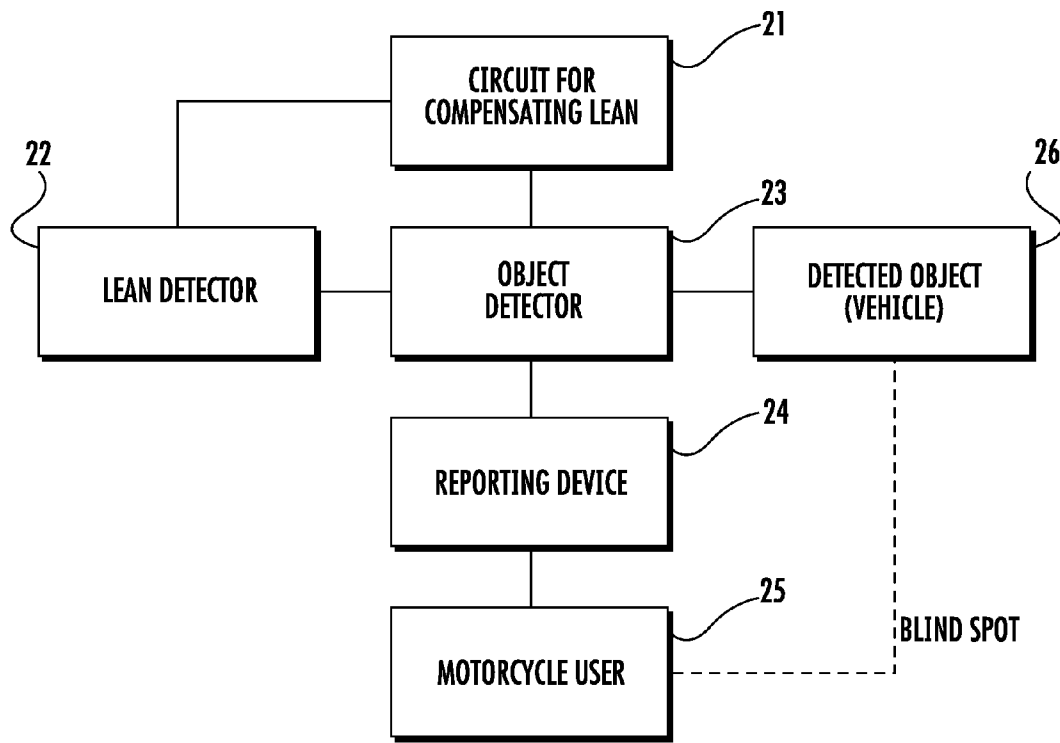 21
CIRCUIT FOR
COMPENSATING LEAN
22
LEAN DETECTOR
23
OBJECT
DETECTOR
26
DETECTED OBJECT
(VEHICLE)
24
REPORTING DEVICE
25
MOTORCYCLE USER
BLIND SPOT